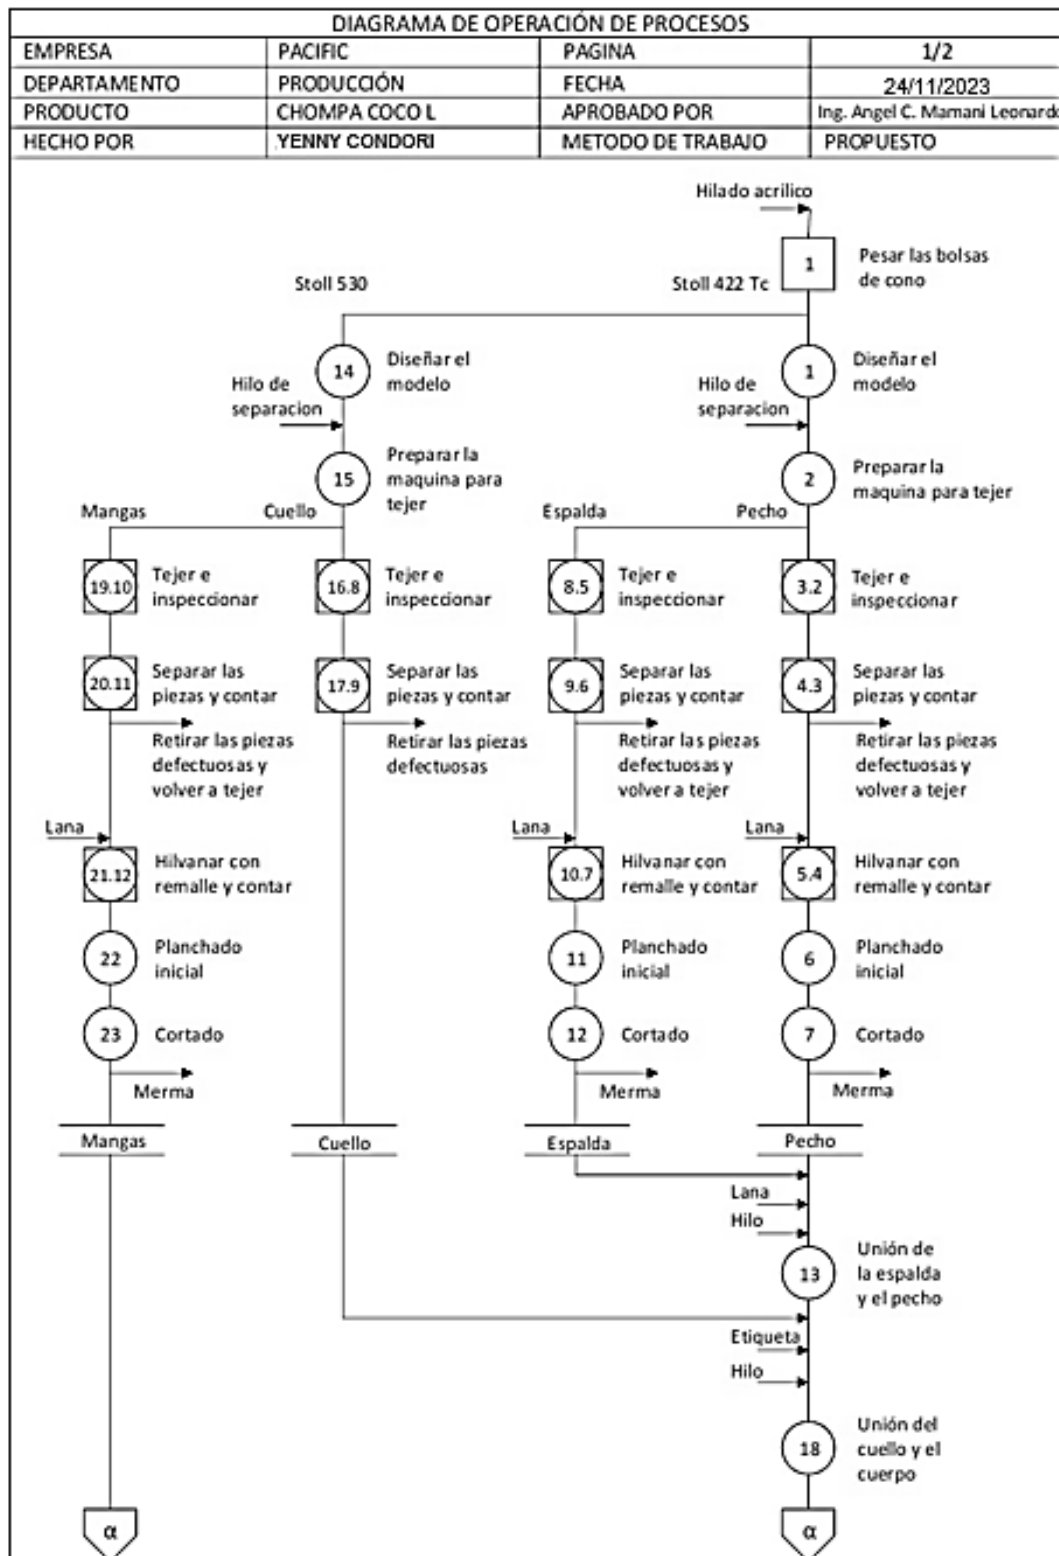 DIAGRAMA DE OPERACIÓN DE PROCESOS
EMPRESA PACIFIC PAGINA 1/2
DEPARTAMENTO PRODUCCIÓN FECHA 24/11/2023
PRODUCTO CHOMPA COCO L APROBADO POR Ing. Angel C. Mamani Leonardo
HECHO POR YENNY CONDORI METODO DE TRABAJO PROPUESTO
Hilado acrilico
1 Pesar las bolsas
de cono
Stoll 530 Stoll 422 Tc
14 Diseñar el
modelo
1 Diseñar el
modelo
Hilo de
separacion
Hilo de
separacion
15 Preparar la
maquina para
tejer
2 Preparar la
maquina para tejer
Mangas Cuello Espalda Pecho
19.10 Tejer e
inspeccionar
16.8 Tejer e
inspeccionar
8.5 Tejer e
inspeccionar
3.2 Tejer e
inspeccionar
20.11 Separar las
piezas y contar
17.9 Separar las
piezas y contar
9.6 Separar las
piezas y contar
4.3 Separar las
piezas y contar
Retirar las piezas
defectuosas y
volver a tejer
Retirar las piezas
defectuosas
Retirar las piezas
defectuosas y
volver a tejer
Retirar las piezas
defectuosas y
volver a tejer
Lana Lana Lana
21.12 Hilvanar con
remalle y contar
10.7 Hilvanar con
remalle y contar
5.4 Hilvanar con
remalle y contar
22 Planchado
inicial
11 Planchado
inicial
6 Planchado
inicial
23 Cortado
12 Cortado
7 Cortado
Merma Merma Merma
Mangas Cuello Espalda Pecho
Lana
Hilo
13 Unión de
la espalda
y el pecho
Etiqueta
Hilo
18 Unión del
cuello y el
cuerpo
α α